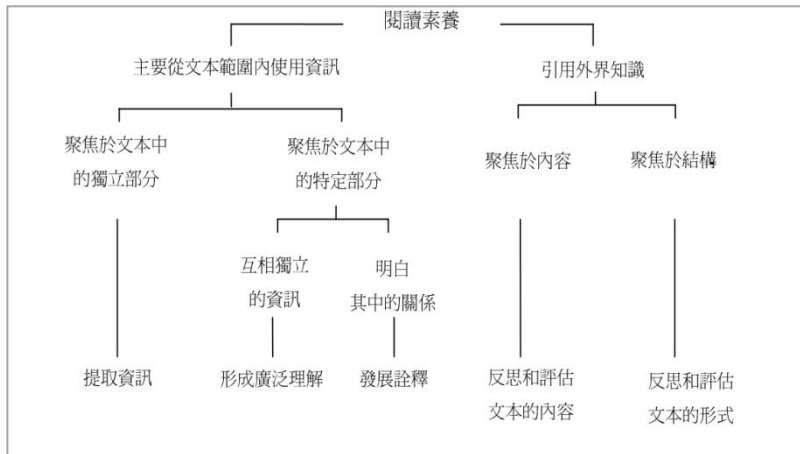 閱讀素養
主要從文本範圍內使用資訊
引用外界知識
聚焦於文本中
的獨立部分
聚焦於文本中
的特定部分
聚焦於內容
聚焦於結構
互相獨立
的資訊
明白
其中的關係
提取資訊
形成廣泛理解
發展詮釋
反思和評估
文本的內容
反思和評估
文本的形式